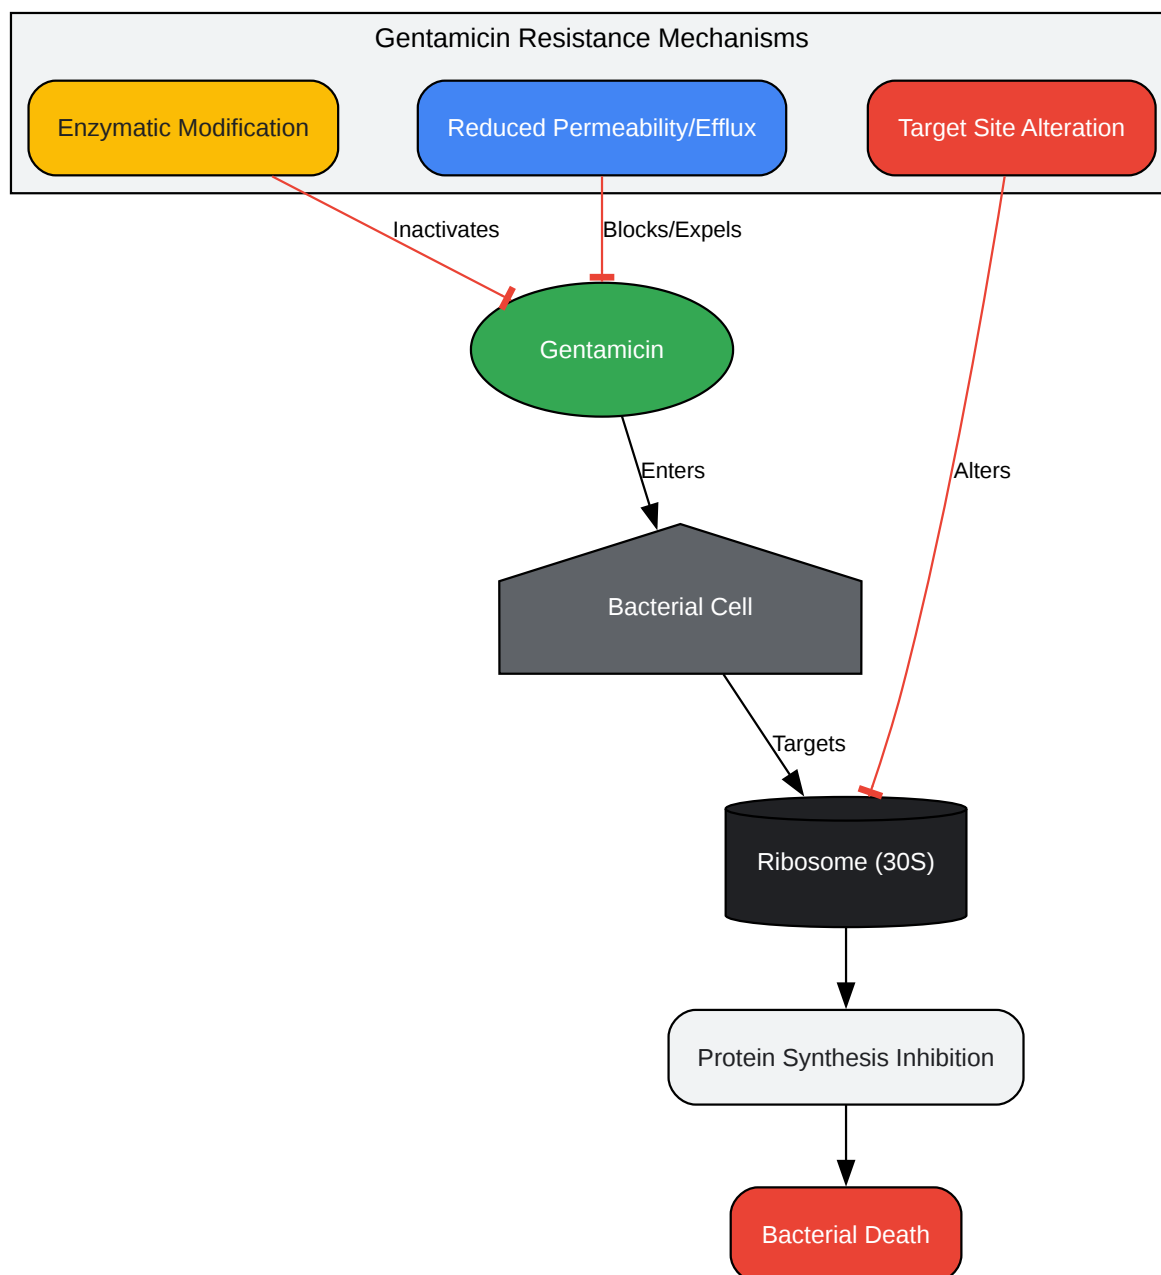 Gentamicin Resistance Mechanisms
Enzymatic Modification
Reduced Permeability/Efflux
Target Site Alteration
Inactivates
Blocks/Expels
Gentamicin
Enters
Alters
Bacterial Cell
Targets
Ribosome (30S)
Protein Synthesis Inhibition
Bacterial Death